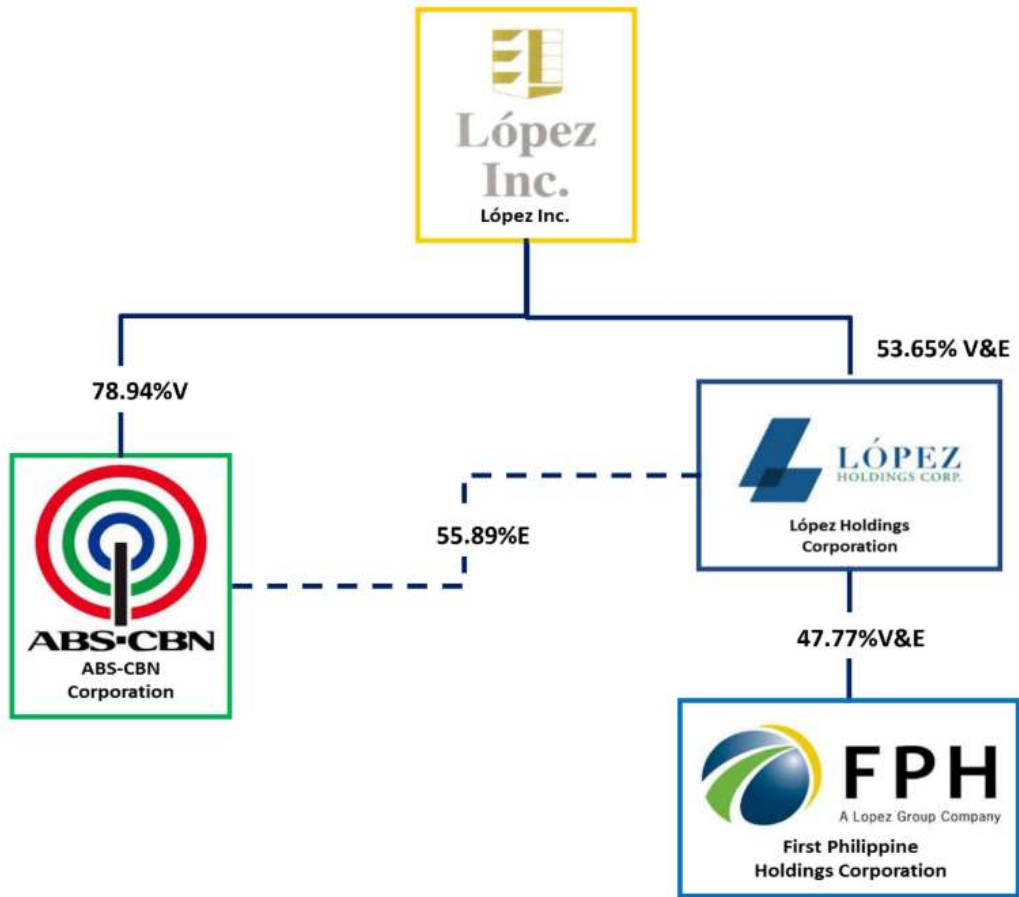 López
Inc.
López Inc.
53.65% V&E
78.94%V
LÓPEZ
HOLDINGS CORP.
López Holdings
Corporation
55.89%E
ABS-CBN
ABS-CBN
Corporation
47.77%V&E
FPH
A Lopez Group Company
First Philippine
Holdings Corporation